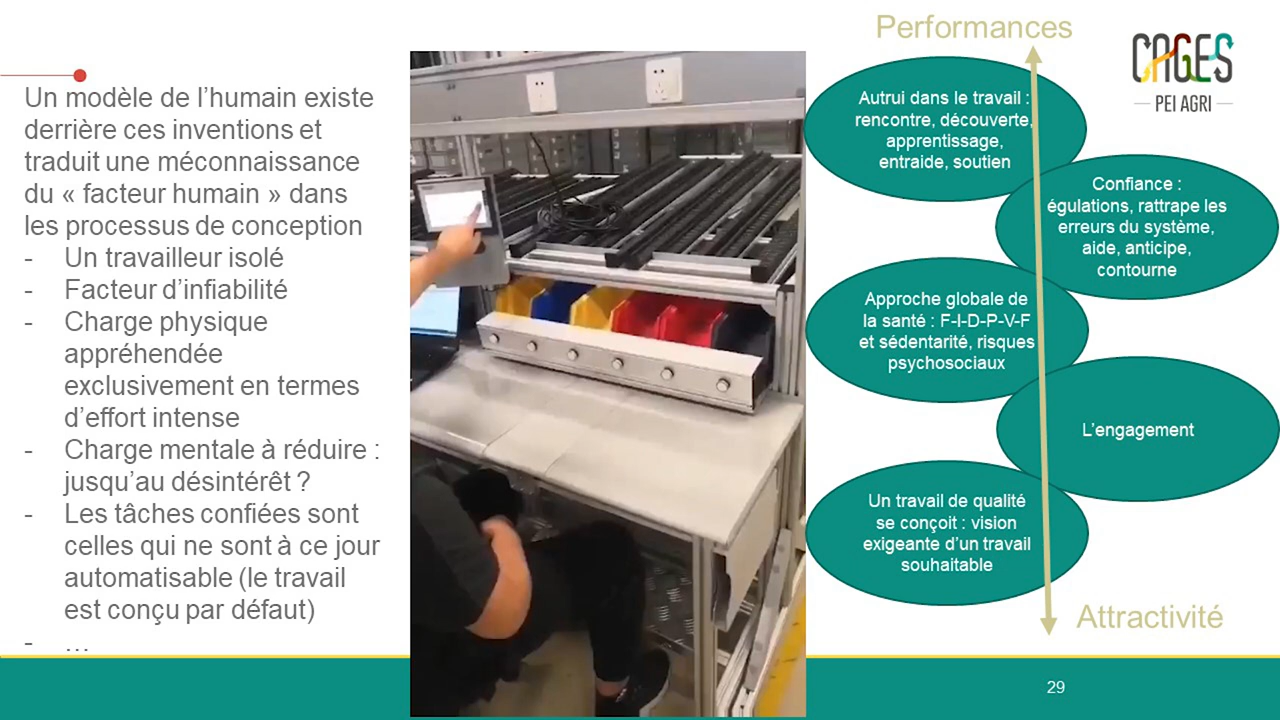 Un modèle de l’humain existe
derrière ces inventions et
traduit une méconnaissance
du « facteur humain » dans
les processus de conception
- Un travailleur isolé
- Facteur d’infiabilité
- Charge physique
appréhendée
exclusivement en termes
d’effort intense
- Charge mentale à réduire :
jusqu’au désintérêt ?
- Les tâches confiées sont
celles qui ne sont à ce jour
automatisable (le travail
est conçu par défaut)
- …
Performances
Autrui dans le travail :
rencontre, découverte,
apprentissage,
entraide, soutien
Confiance :
égulations, rattrape les
erreurs du système,
aide, anticipe,
contourne
Approche globale de
la santé : F-I-D-P-V-F
et sédentarité, risques
psychosociaux
L’engagement
Un travail de qualité
se conçoit : vision
exigeante d’un travail
souhaitable
Attractivité
CAGES
PEI AGRI
29